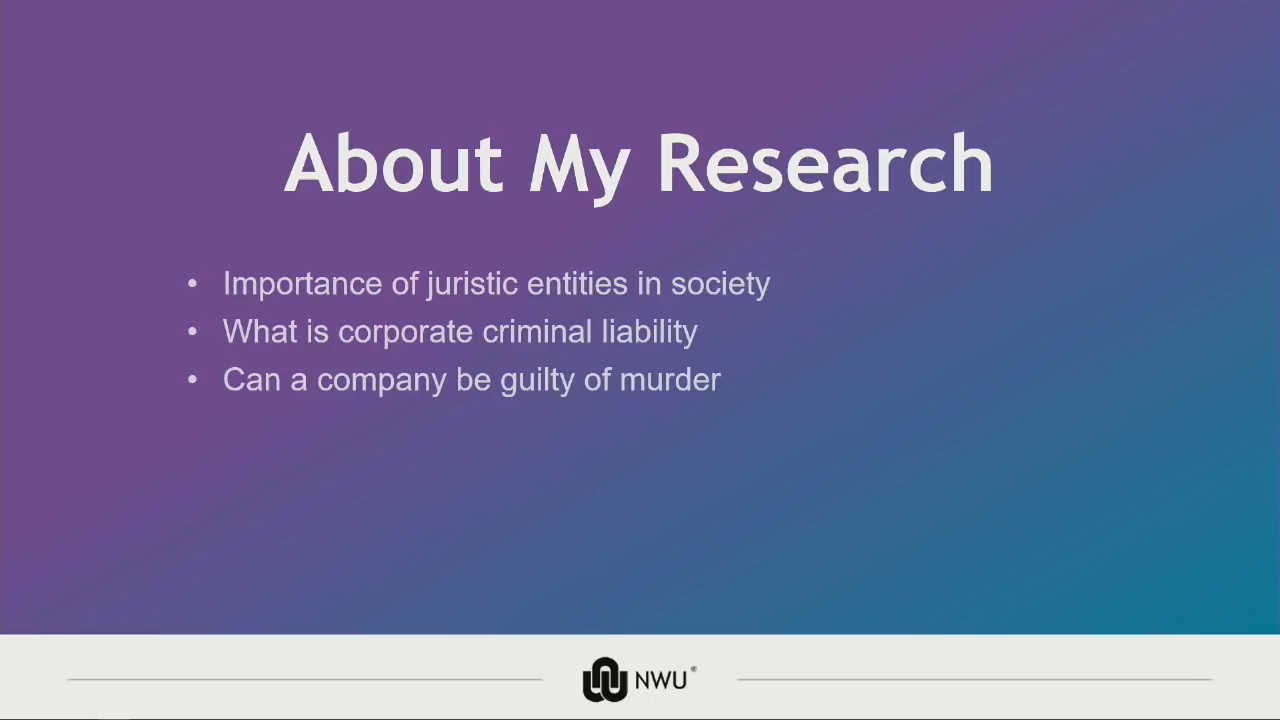 About My Research
• Importance of juristic entities in society
• What is corporate criminal liability
• Can a company be guilty of murder
NWU®